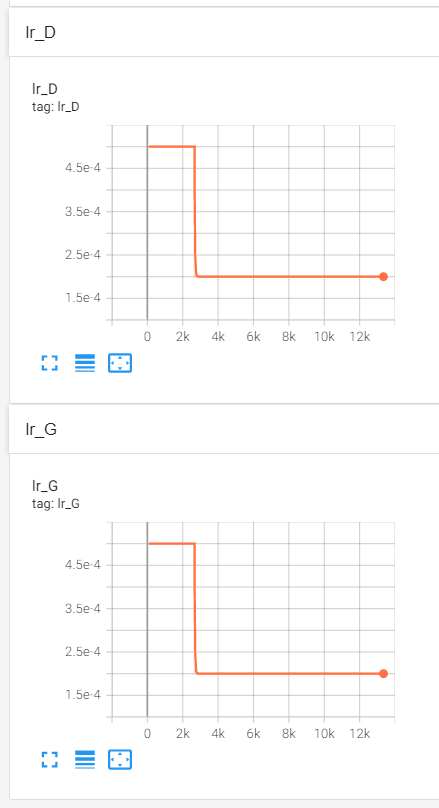 lr_D
lr_D
tag: lr_D
4.5e-4
3.5e-4
2.5e-4
1.5e-4
0 2k 4k 6k 8k 10k 12k
lr_G
lr_G
tag: lr_G
4.5e-4
3.5e-4
2.5e-4
1.5e-4
0 2k 4k 6k 8k 10k 12k